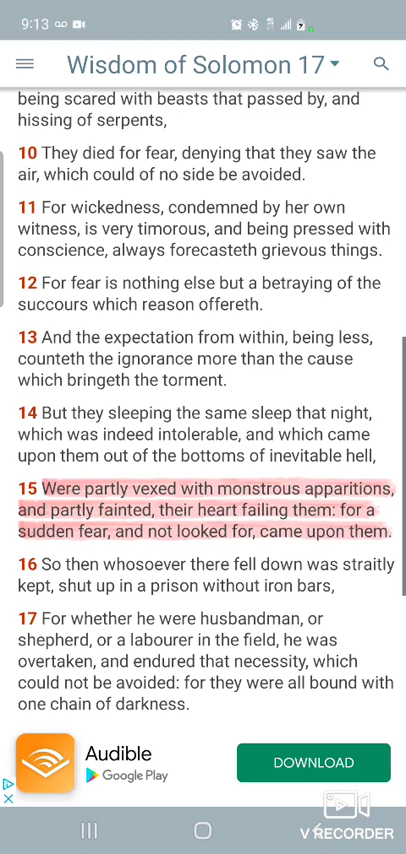 9:13
Wisdom of Solomon 17
being scared with beasts that passed by, and
hissing of serpents,
10 They died for fear, denying that they saw the
air, which could of no side be avoided.
11 For wickedness, condemned by her own
witness, is very timorous, and being pressed with
conscience, always forecasteth grievous things.
12 For fear is nothing else but a betraying of the
succours which reason offereth.
13 And the expectation from within, being less,
counteth the ignorance more than the cause
which bringeth the torment.
14 But they sleeping the same sleep that night,
which was indeed intolerable, and which came
upon them out of the bottoms of inevitable hell,
15 Were partly vexed with monstrous apparitions,
and partly fainted, their heart failing them: for a
sudden fear, and not looked for, came upon them.
16 So then whosoever there fell down was straitly
kept, shut up in a prison without iron bars,
17 For whether he were husbandman, or
shepherd, or a labourer in the field, he was
overtaken, and endured that necessity, which
could not be avoided: for they were all bound with
one chain of darkness.
Audible
Google Play
DOWNLOAD
V RECORDER